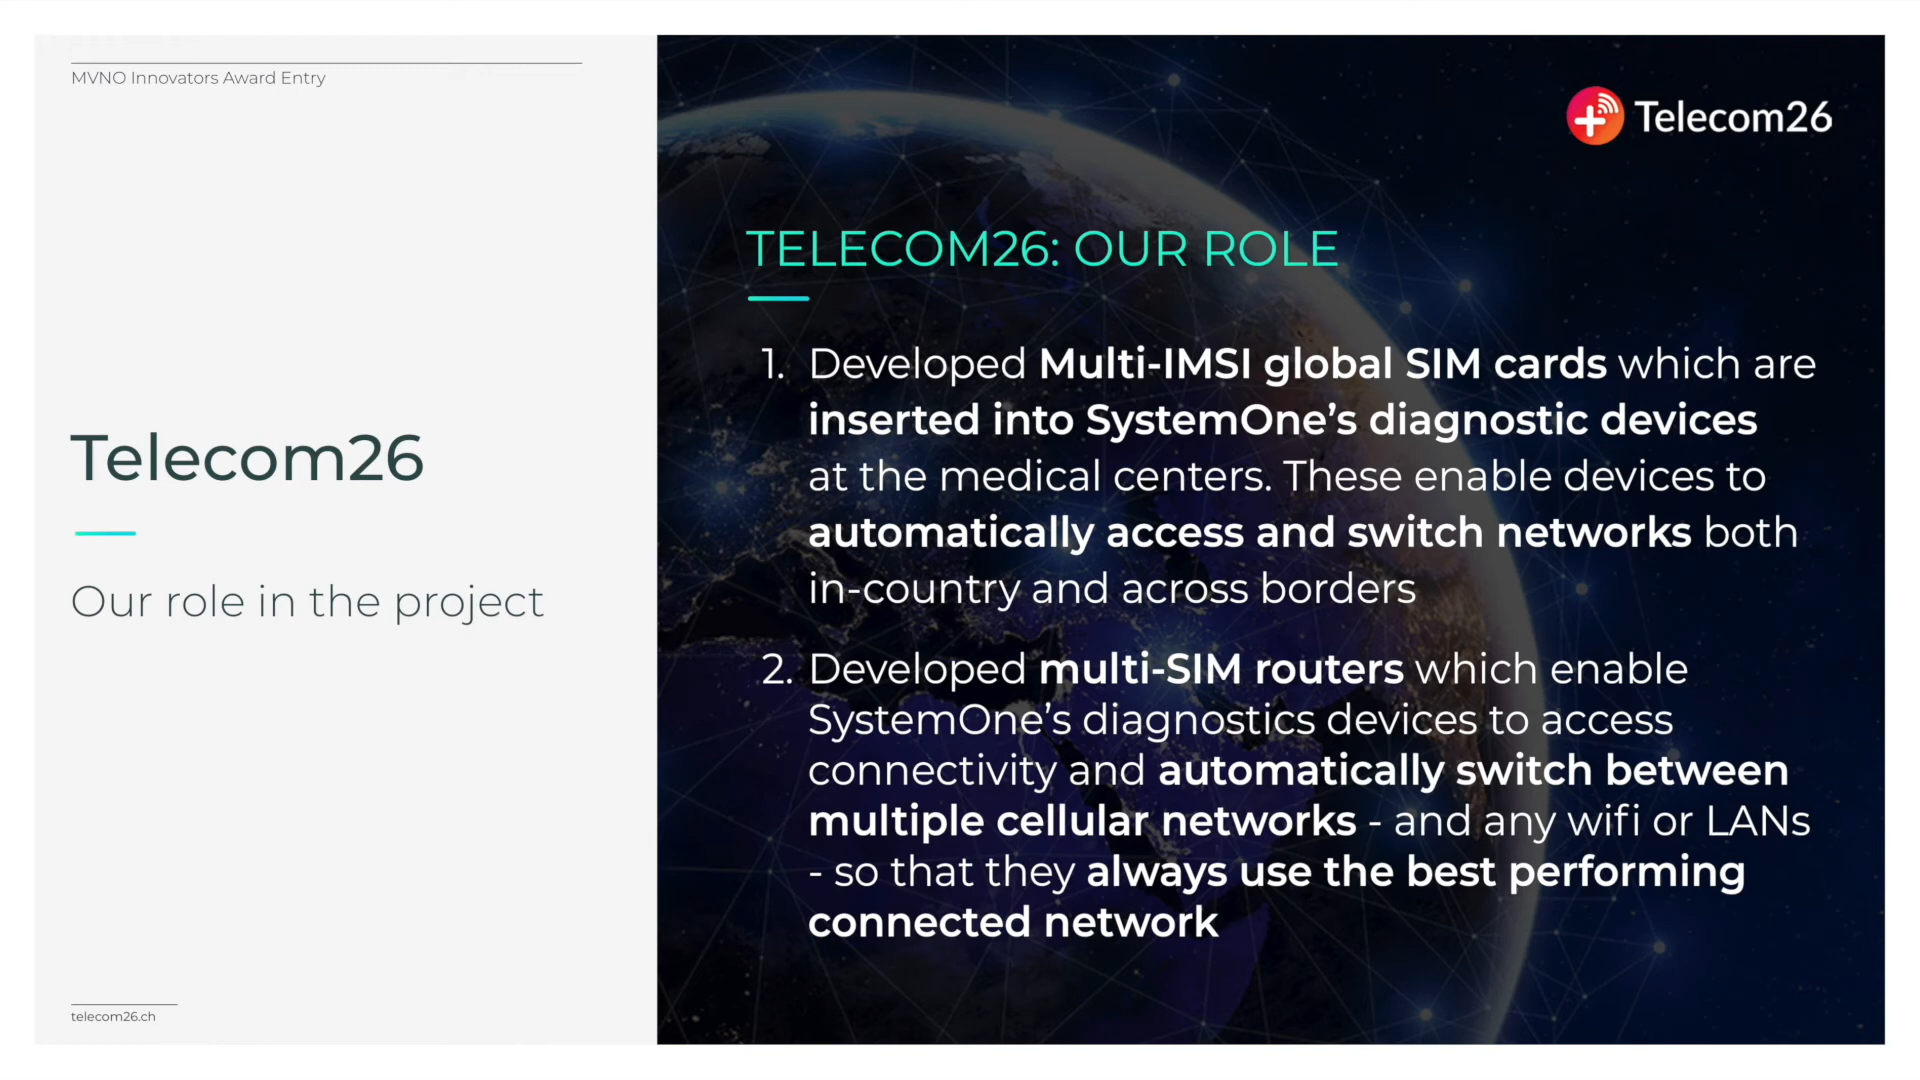 MVNO Innovators Award Entry
Telecom26
Our role in the project
telecom26.ch
Telecom26
TELECOM26: OUR ROLE
1. Developed Multi-IMSI global SIM cards which are
inserted into SystemOne’s diagnostic devices
at the medical centers. These enable devices to
automatically access and switch networks both
in-country and across borders
2. Developed multi-SIM routers which enable
SystemOne’s diagnostics devices to access
connectivity and automatically switch between
multiple cellular networks - and any wifi or LANs
- so that they always use the best performing
connected network